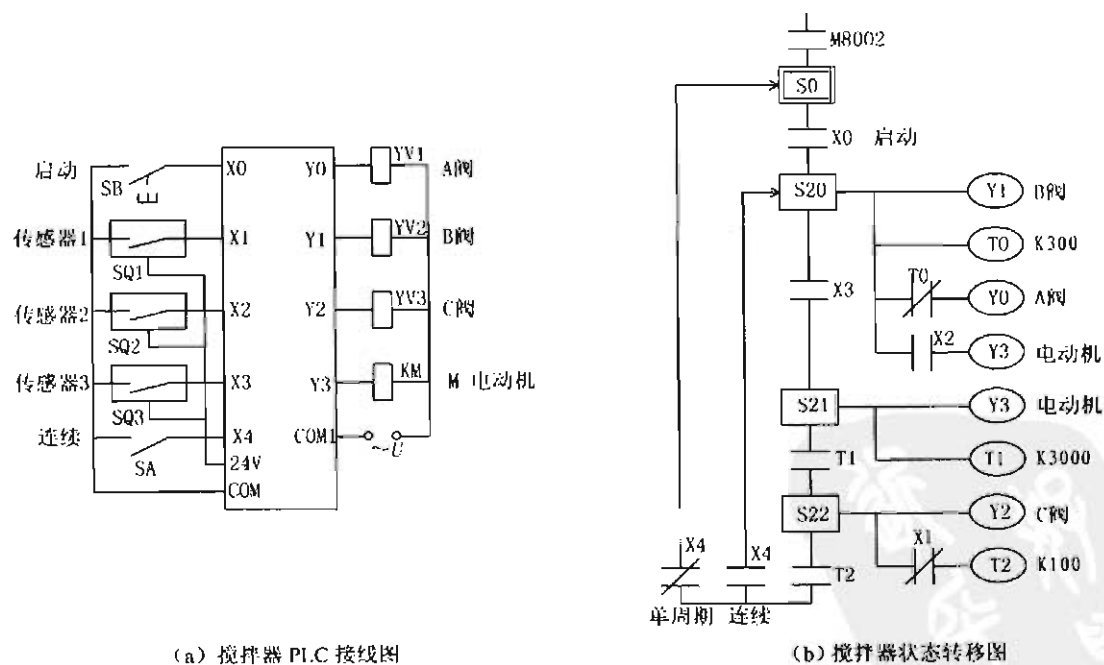 启动
SB
X0
Y0
YV1
A阀
传感器1
SQ1
X1
Y1
YV2
B阀
传感器2
SQ2
X2
Y2
YV3
C阀
传感器3
SQ3
X3
Y3
KM
M 电动机
连续
SA
X4
COM1
~U
24V
COM
(a) 搅拌器 PLC 接线图
M8002
S0
X0 启动
S20
Y1 B阀
T0 K300
T0
Y0 A阀
X2
Y3 电动机
X3
S21
Y3 电动机
T1 K3000
T1
S22
Y2 C阀
X1
T2 K100
X4
X4
T2
单周期 连续
(b) 搅拌器状态转移图